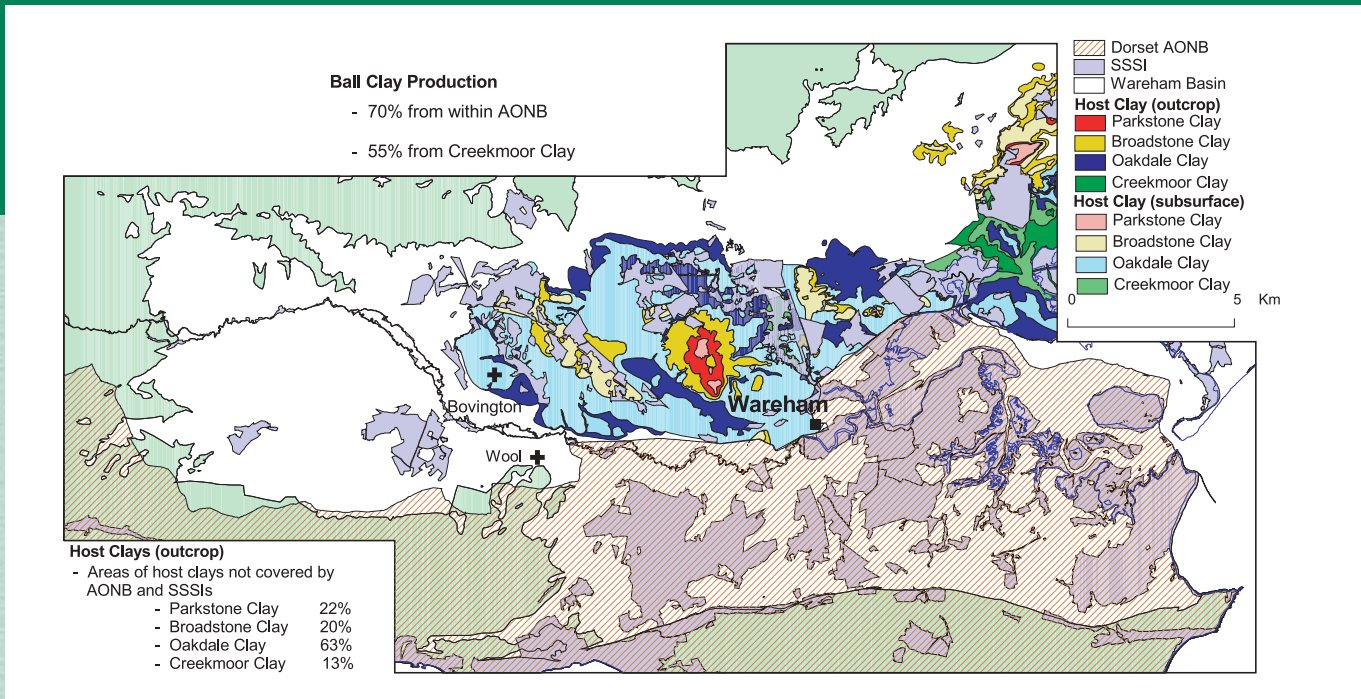 Ball Clay Production
- 70% from within AONB
- 55% from Creekmoor Clay
Dorset AONB
SSSI
Wareham Basin
Host Clay (outcrop)
Parkstone Clay
Broadstone Clay
Oakdale Clay
Creekmoor Clay
Host Clay (subsurface)
Parkstone Clay
Broadstone Clay
Oakdale Clay
Creekmoor Clay
0 5 Km
Bovington
Wareham
Wool
Host Clays (outcrop)
- Areas of host clays not covered by
AONB and SSSIs
- Parkstone Clay 22%
- Broadstone Clay 20%
- Oakdale Clay 63%
- Creekmoor Clay 13%